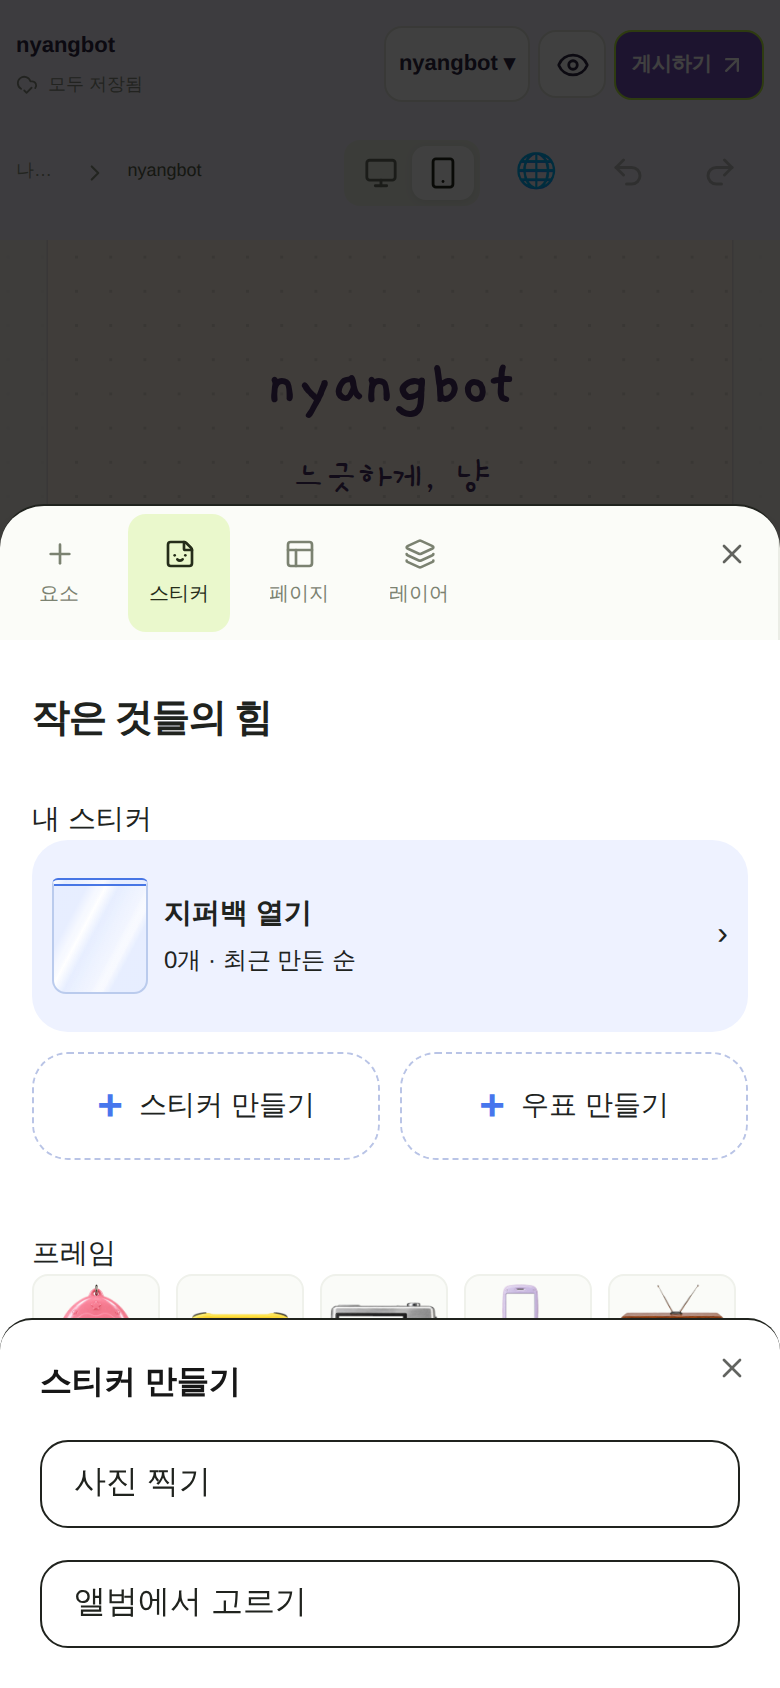 nyangbot
모두 저장됨
nyangbot ▾
게시하기
나...
nyangbot
nyangbot
느긋하게, 냥
요소
스티커
페이지
레이어
작은 것들의 힘
내 스티커
지퍼백 열기
0개 · 최근 만든 순
스티커 만들기
우표 만들기
프레임
스티커 만들기
사진 찍기
앨범에서 고르기